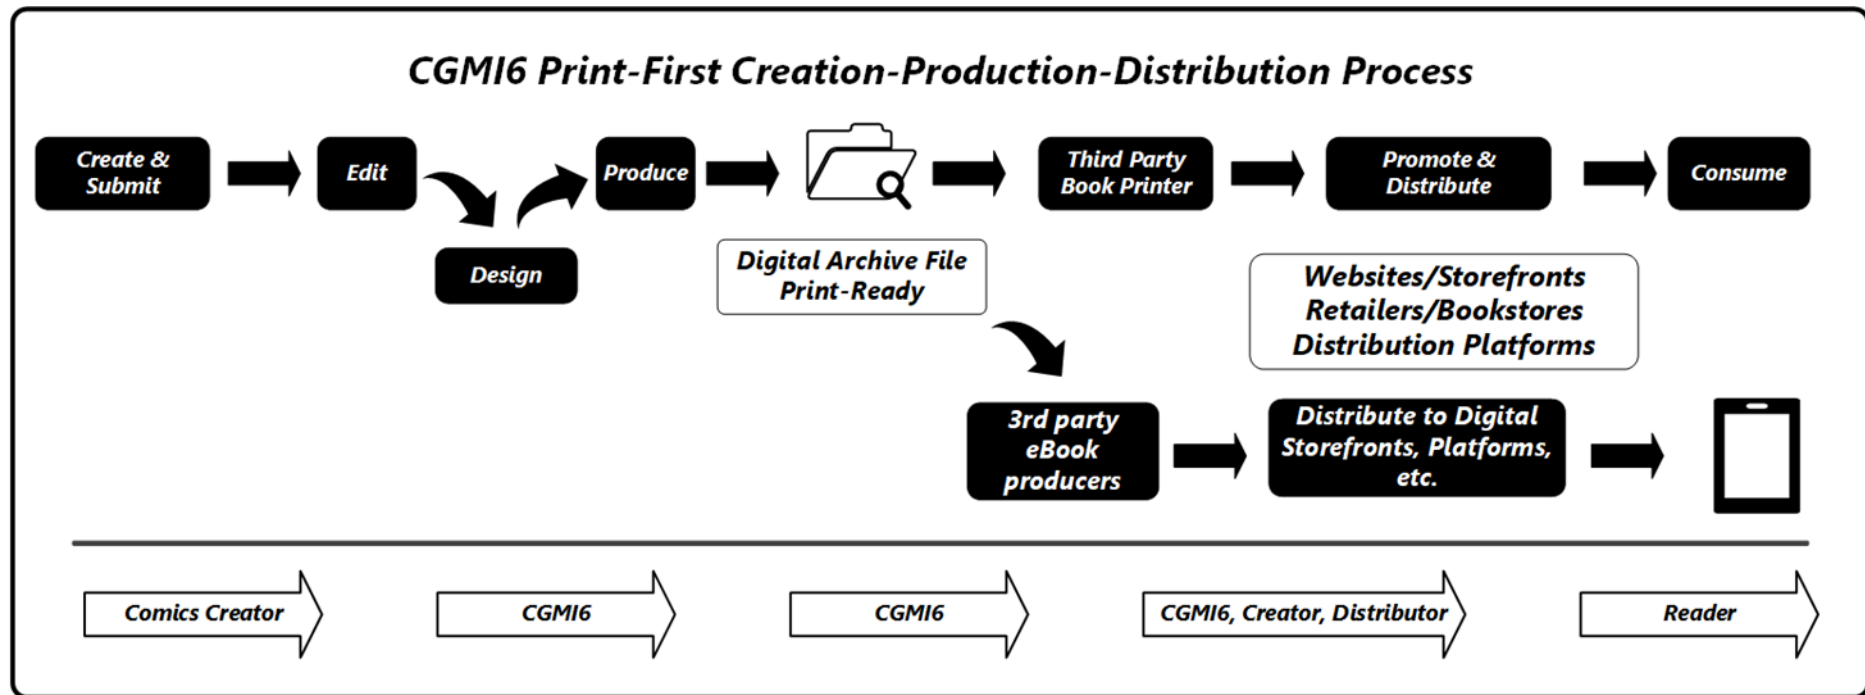 CGMI6 Print-First Creation-Production-Distribution Process
Create &
Submit
Edit
Design
Produce
Digital Archive File
Print-Ready
Third Party
Book Printer
Promote &
Distribute
Consume
Websites/Storefronts
Retailers/Bookstores
Distribution Platforms
3rd party
eBook
producers
Distribute to Digital
Storefronts, Platforms,
etc.
Comics Creator
CGMI6
CGMI6
CGMI6, Creator, Distributor
Reader